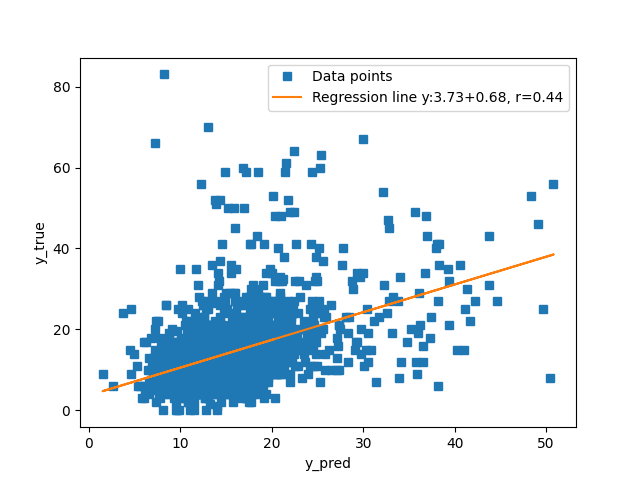 Data points
Regression line y:3.73+0.68, r=0.44
80
60
40
20
0
y_true
0 10 20 30 40 50
y_pred